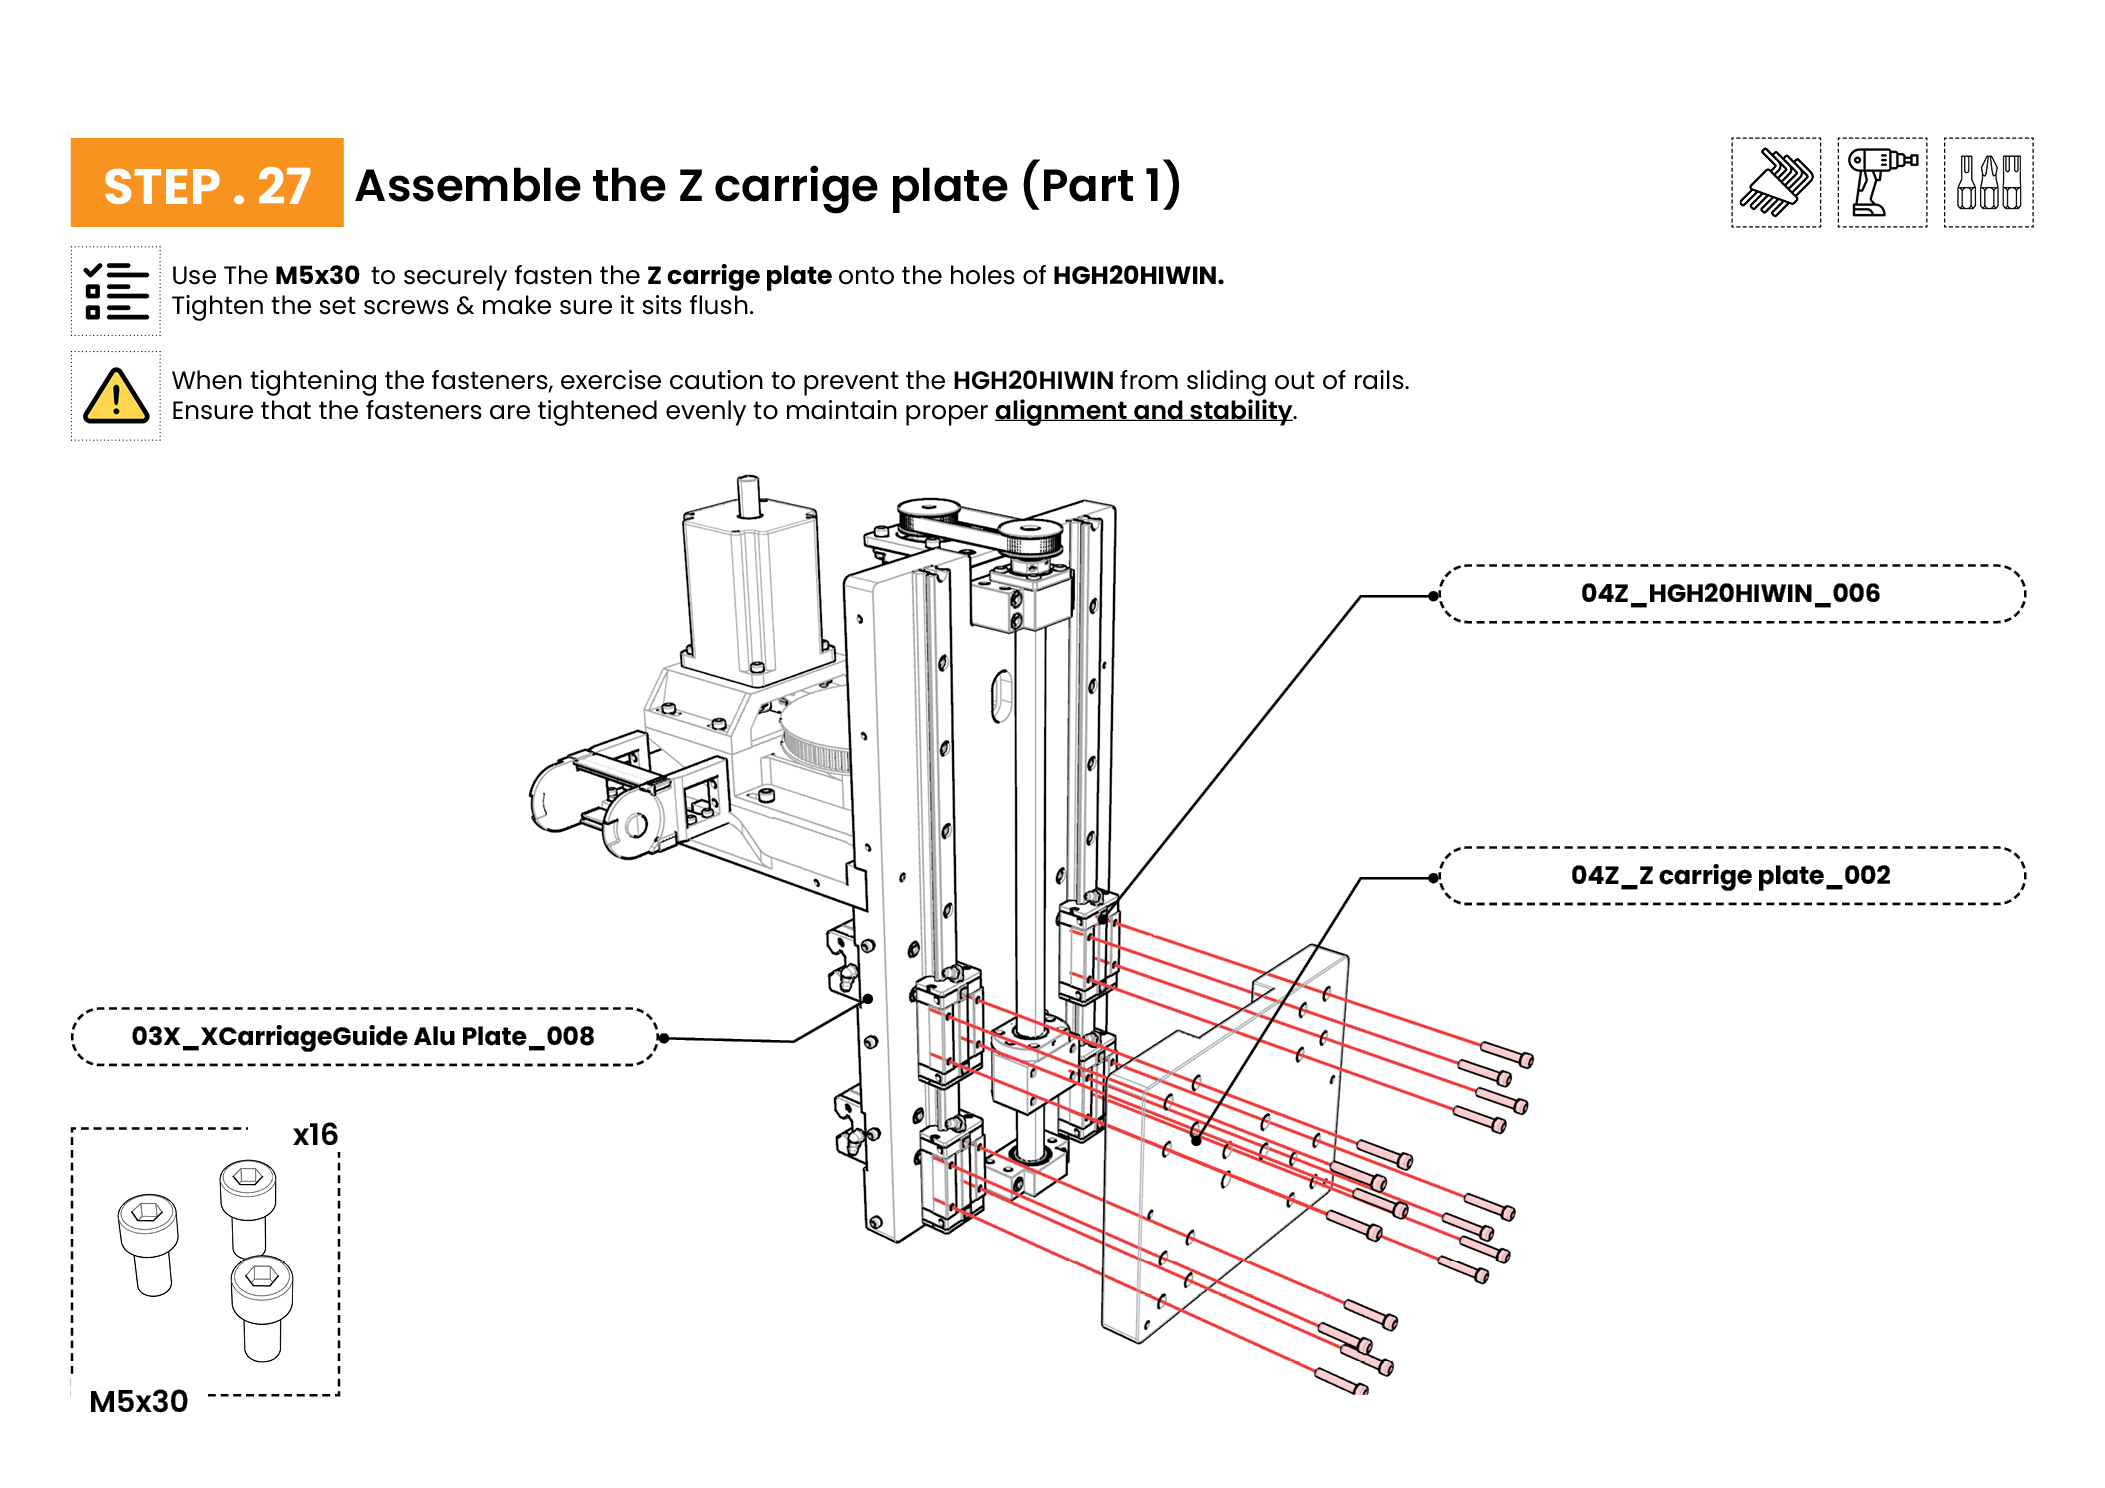 STEP . 27
Assemble the Z carrige plate (Part 1)
Use The M5x30 to securely fasten the Z carrige plate onto the holes of HGH20HIWIN.
Tighten the set screws & make sure it sits flush.
When tightening the fasteners, exercise caution to prevent the HGH20HIWIN from sliding out of rails.
Ensure that the fasteners are tightened evenly to maintain proper alignment and stability.
04Z_HGH20HIWIN_006
04Z_Z carrige plate_002
03X_XCarriageGuide Alu Plate_008
x16
M5x30